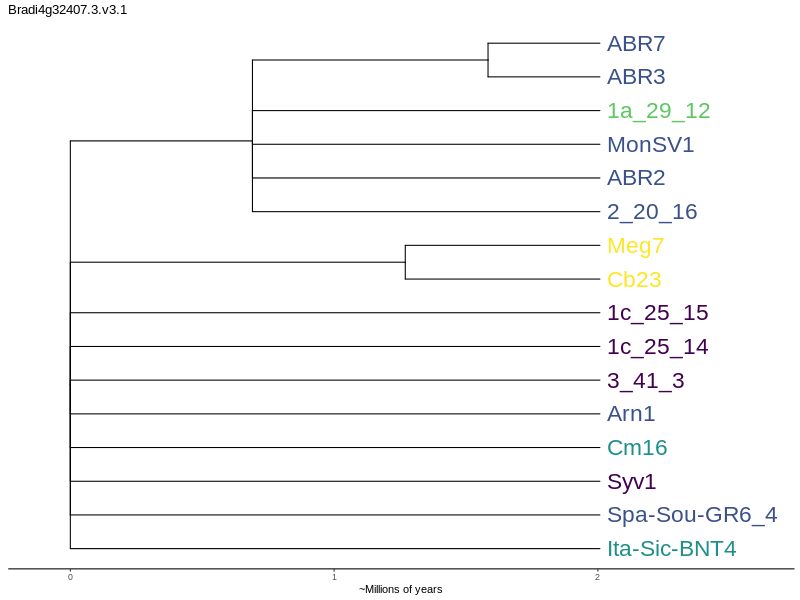 Bradi4g32407.3.v3.1
ABR7
ABR3
1a_29_12
MonSV1
ABR2
2_20_16
Meg7
Cb23
1c_25_15
1c_25_14
3_41_3
Arn1
Cm16
Syv1
Spa-Sou-GR6_4
Ita-Sic-BNT4
0 1 2
~Millions of years